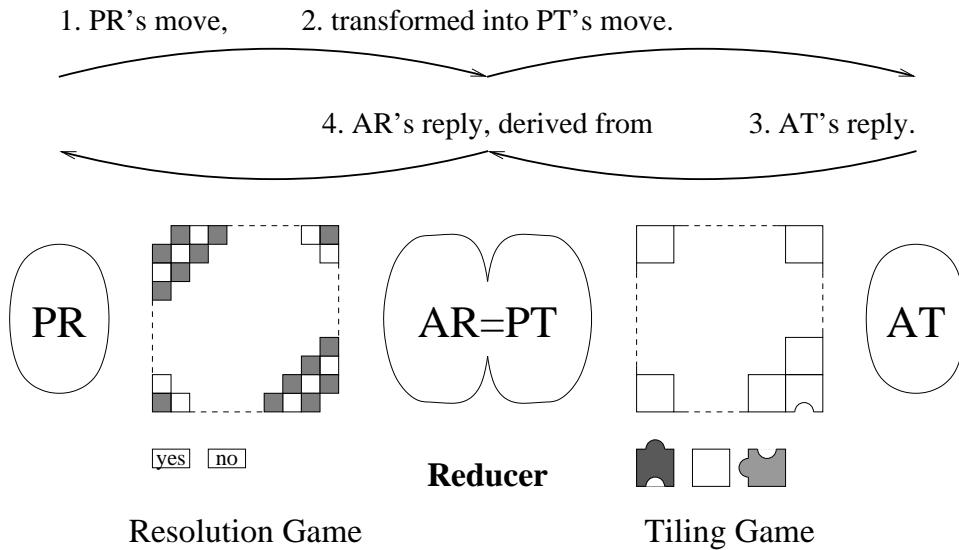 1. PR's move, 2. transformed into PT's move.
4. AR's reply, derived from 3. AT's reply.
PR AR=PT AT
yes no
Reducer
Resolution Game Tiling Game